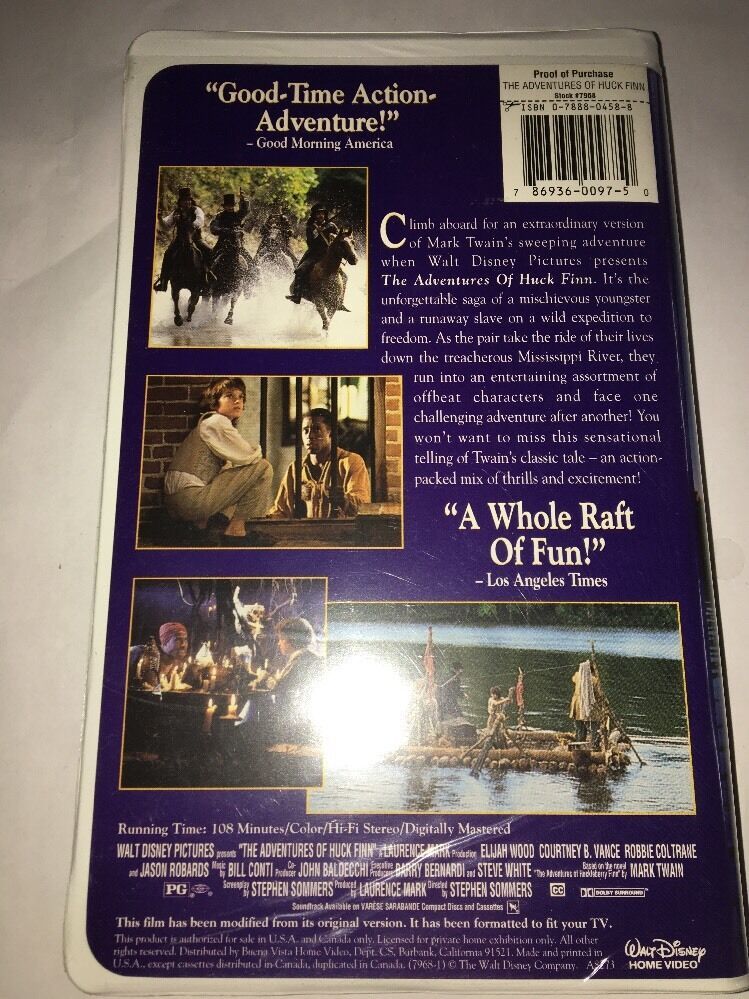 "Good-Time Action-
Adventure!"
– Good Morning America
Proof of Purchase
THE ADVENTURES OF HUCK FINN
Stock #7968
ISBN 0-7888-0458-8
7 86936-0097-5 0
Climb aboard for an extraordinary version
of Mark Twain's sweeping adventure
when Walt Disney Pictures presents
The Adventures Of Huck Finn. It's the
unforgettable saga of a mischievous youngster
and a runaway slave on a wild expedition to
freedom. As the pair take the ride of their lives
down the treacherous Mississippi River, they
run into an entertaining assortment of
offbeat characters and face one
challenging adventure after another! You
won't want to miss this sensational
telling of Twain's classic tale – an action-
packed mix of thrills and excitement!
"A Whole Raft
Of Fun!"
– Los Angeles Times
Running Time: 108 Minutes/Color/Hi-Fi Stereo/Digitally Mastered
WALT DISNEY PICTURES presents "THE ADVENTURES OF HUCK FINN" A LAURENCE MARK Production ELIJAH WOOD COURTNEY B. VANCE ROBBIE COLTRANE
and JASON ROBARDS Music by BILL CONTI Co-Producer JOHN BALDECCHI Executive Producers BARRY BERNARDI and STEVE WHITE Based on the novel "The Adventures of Huckleberry Finn" by MARK TWAIN
PG Screenplay by STEPHEN SOMMERS Produced by LAURENCE MARK Directed by STEPHEN SOMMERS CC DOLBY SURROUND
Soundtrack Available on VARÈSE SARABANDE Compact Discs and Cassettes
This film has been modified from its original version. It has been formatted to fit your TV.
This product is authorized for sale in U.S.A. and Canada only. Licensed for private home exhibition only. All other
rights reserved. Distributed by Buena Vista Home Video, Dept. CS, Burbank, California 91521. Made and printed in
U.S.A., except cassettes distributed in Canada, duplicated in Canada. (7968-1) © The Walt Disney Company.
WALT DISNEY
HOME VIDEO